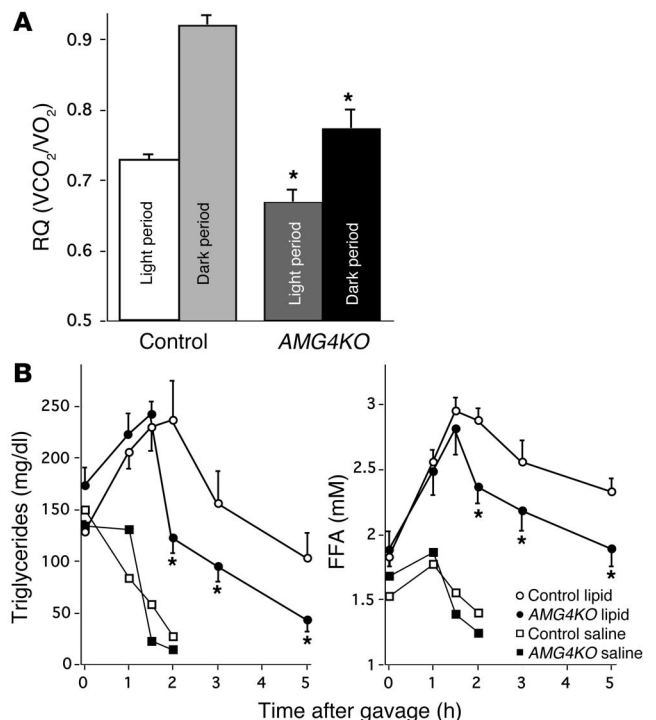 A
RQ (VCO2/VO2)
0.9
0.8
0.7
0.6
0.5
Light period
Dark period
*
Light period
*
Dark period
Control
AMG4KO
B
Triglycerides (mg/dl)
250
200
150
100
50
0
*
*
*
0 1 2 3 4 5
FFA (mM)
3
2.5
2
1.5
1
*
*
*
Control lipid
AMG4KO lipid
Control saline
AMG4KO saline
0 1 2 3 4 5
Time after gavage (h)